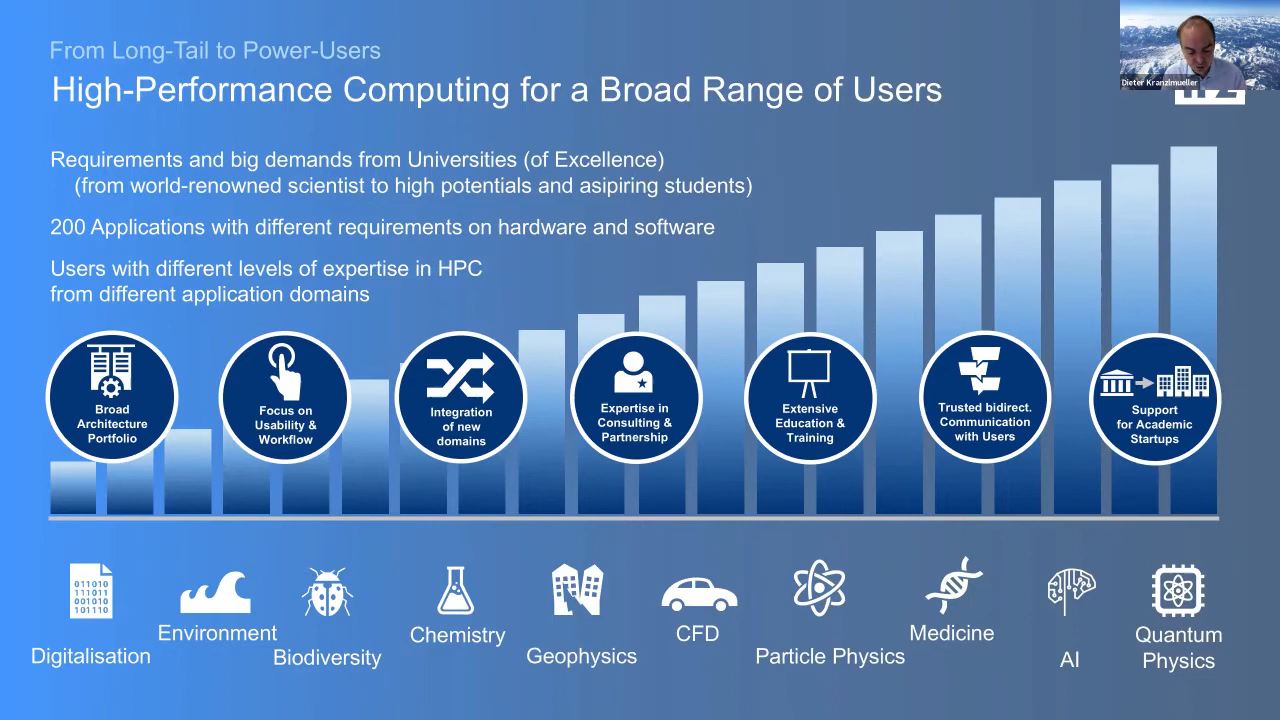 From Long-Tail to Power-Users
High-Performance Computing for a Broad Range of Users
Dieter Kranzlmueller
Requirements and big demands from Universities (of Excellence)
(from world-renowned scientist to high potentials and asipiring students)
200 Applications with different requirements on hardware and software
Users with different levels of expertise in HPC
from different application domains
Broad
Architecture
Portfolio
Focus on
Usability &
Workflow
Integration
of new
domains
Expertise in
Consulting &
Partnership
Extensive
Education &
Training
Trusted bidirect.
Communication
with Users
Support
for Academic
Startups
011010
111011
001010
101110
Digitalisation
Environment
Biodiversity
Chemistry
Geophysics
CFD
Particle Physics
Medicine
AI
Quantum
Physics